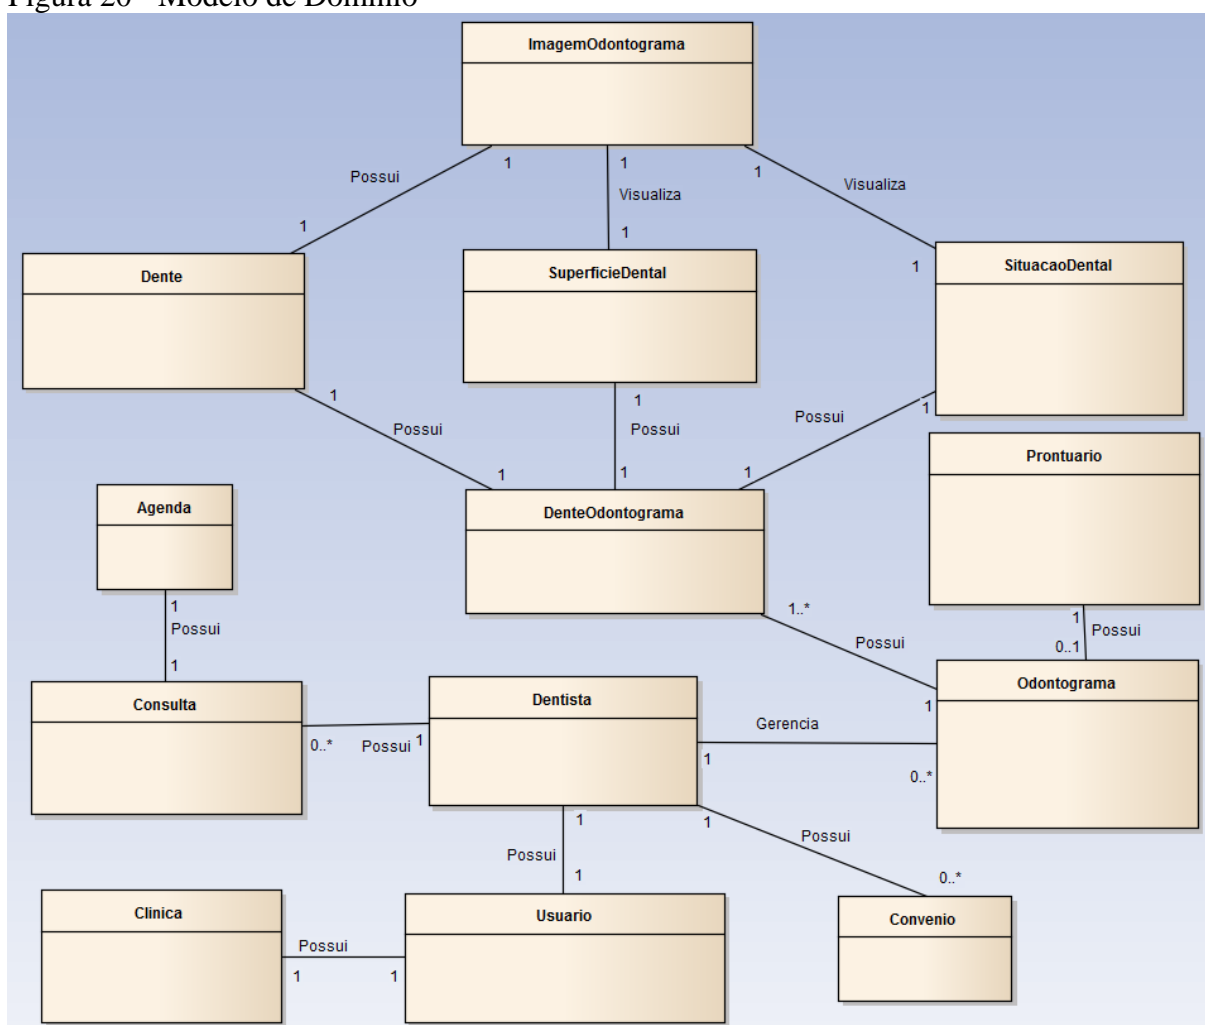 Figura 20 - Modelo de Domínio
ImagemOdontograma
1
1
1
Possui
Visualiza
Visualiza
1
1
1
Dente
SuperficieDental
SituacaoDental
1
1
1
Possui
Possui
Possui
1
1
1
Prontuario
Agenda
DenteOdontograma
1
Possui
1
1..*
Possui
1
1
Possui
0..1
Consulta
Dentista
Odontograma
0..*
Possui
1
Gerencia
1
0..*
1
Possui
1
1
Possui
0..*
Clinica
Usuario
Convenio
Possui
1
1